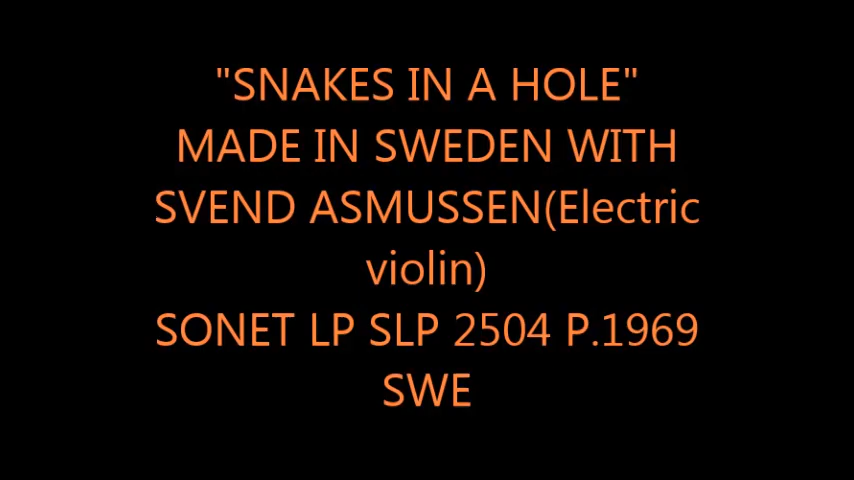 "SNAKES IN A HOLE"
MADE IN SWEDEN WITH
SVEND ASMUSSEN(Electric
violin)
SONET LP SLP 2504 P.1969
SWE